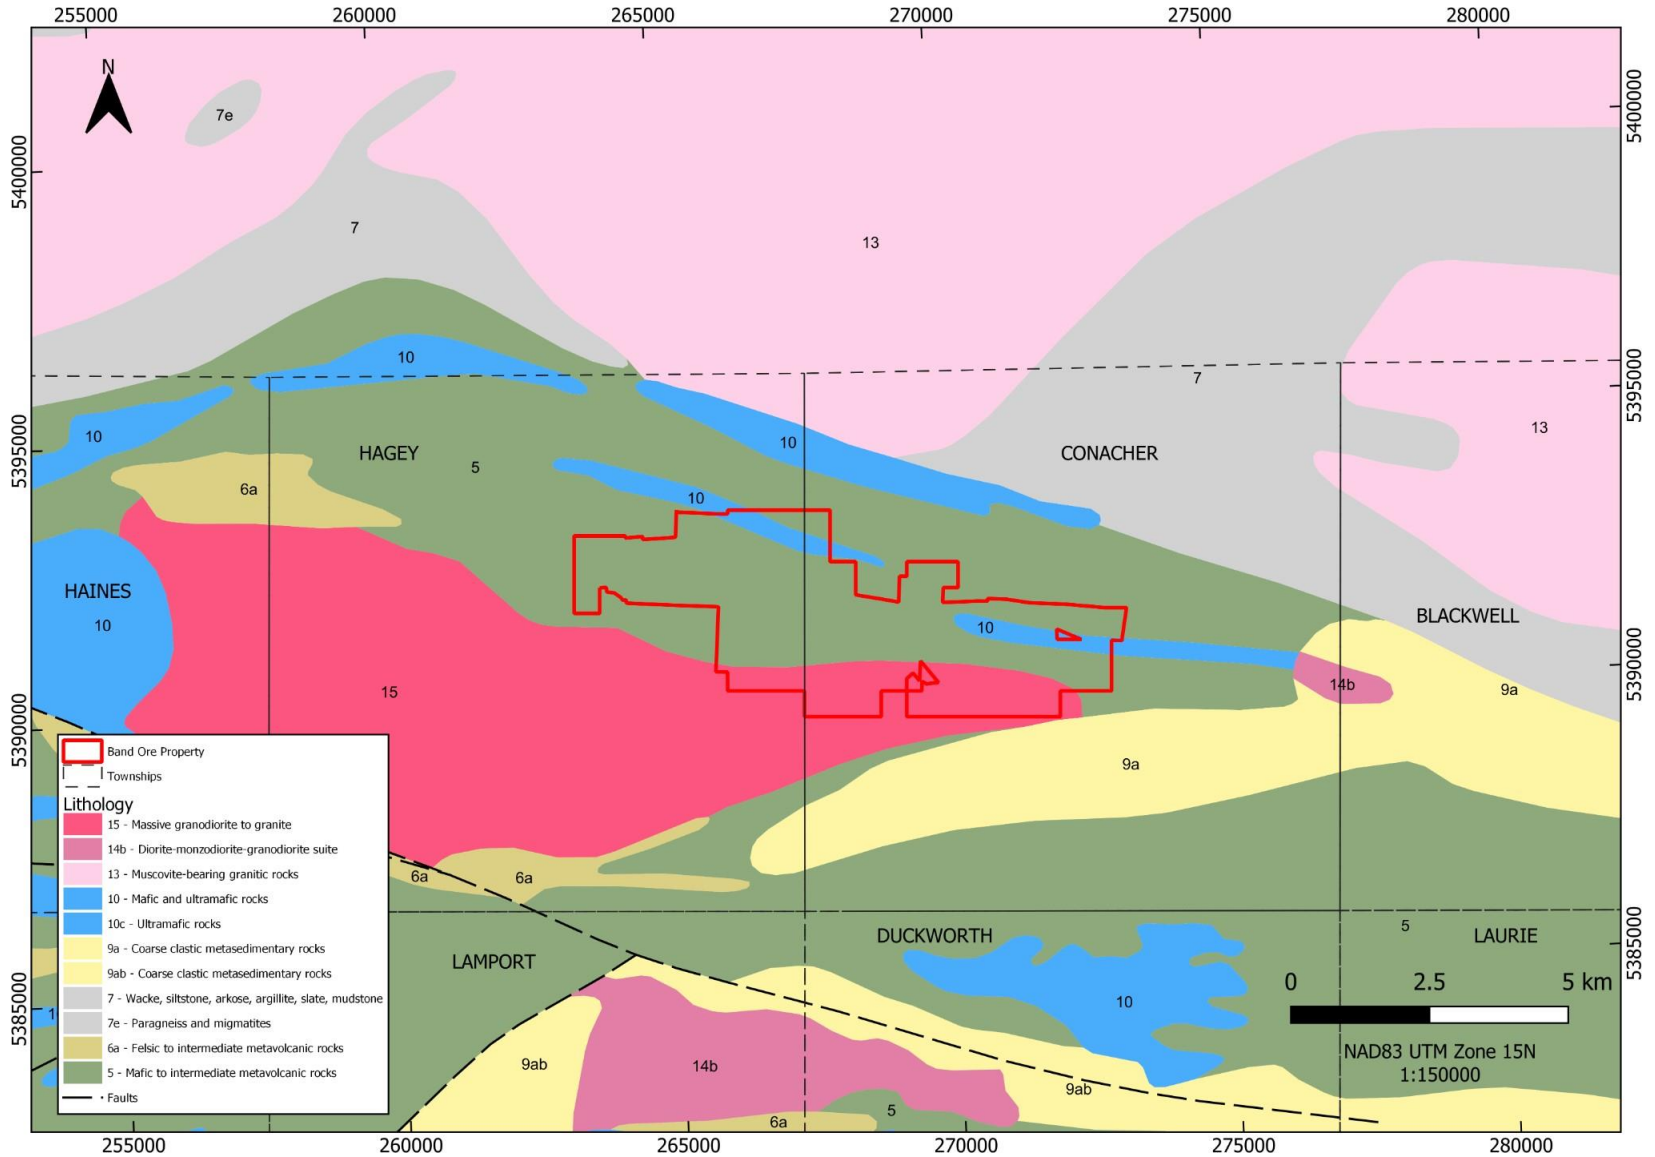 255000 260000 265000 270000 275000 280000
N
7e
5400000
5400000
7
13
10
7
5395000
10
10
13
HAGEY
CONACHER
5395000
5
6a
10
HAINES
10
BLACKWELL
10
5390000
15
14b
9a
5390000
9a
Band Ore Property
Townships
Lithology
15 - Massive granodiorite to granite
14b - Diorite-monzodiorite-granodiorite suite
13 - Muscovite-bearing granitic rocks
10 - Mafic and ultramafic rocks
10c - Ultramafic rocks
9a - Coarse clastic metasedimentary rocks
9ab - Coarse clastic metasedimentary rocks
7 - Wacke, siltstone, arkose, argillite, slate, mudstone
7e - Paragneiss and migmatites
6a - Felsic to intermediate metavolcanic rocks
5 - Mafic to intermediate metavolcanic rocks
Faults
6a
6a
5
DUCKWORTH
LAURIE
5385000
LAMPORT
0 2.5 5 km
10
5385000
1
NAD83 UTM Zone 15N
1:150000
9ab
14b
9ab
5
6a
255000 260000 265000 270000 275000 280000